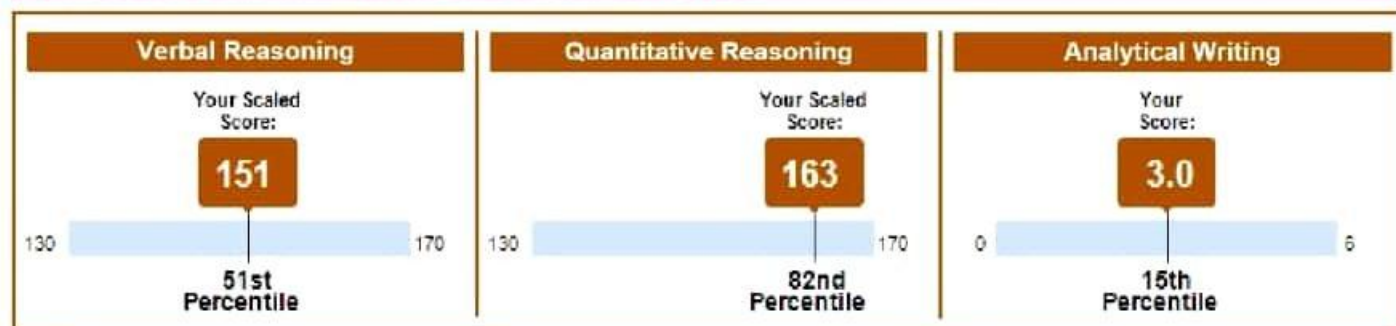 Verbal Reasoning
Your Scaled
Score:
151
130
170
51st
Percentile
Quantitative Reasoning
Your Scaled
Score:
163
130
170
82nd
Percentile
Analytical Writing
Your
Score:
3.0
0
6
15th
Percentile